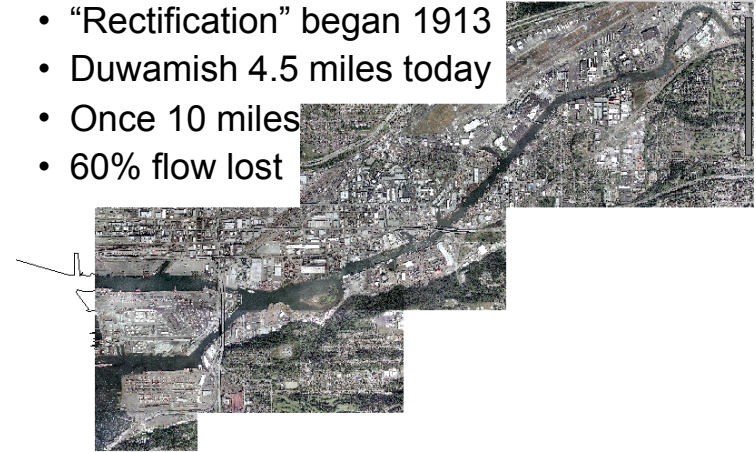 • “Rectification” began 1913
• Duwamish 4.5 miles today
• Once 10 miles
• 60% flow lost